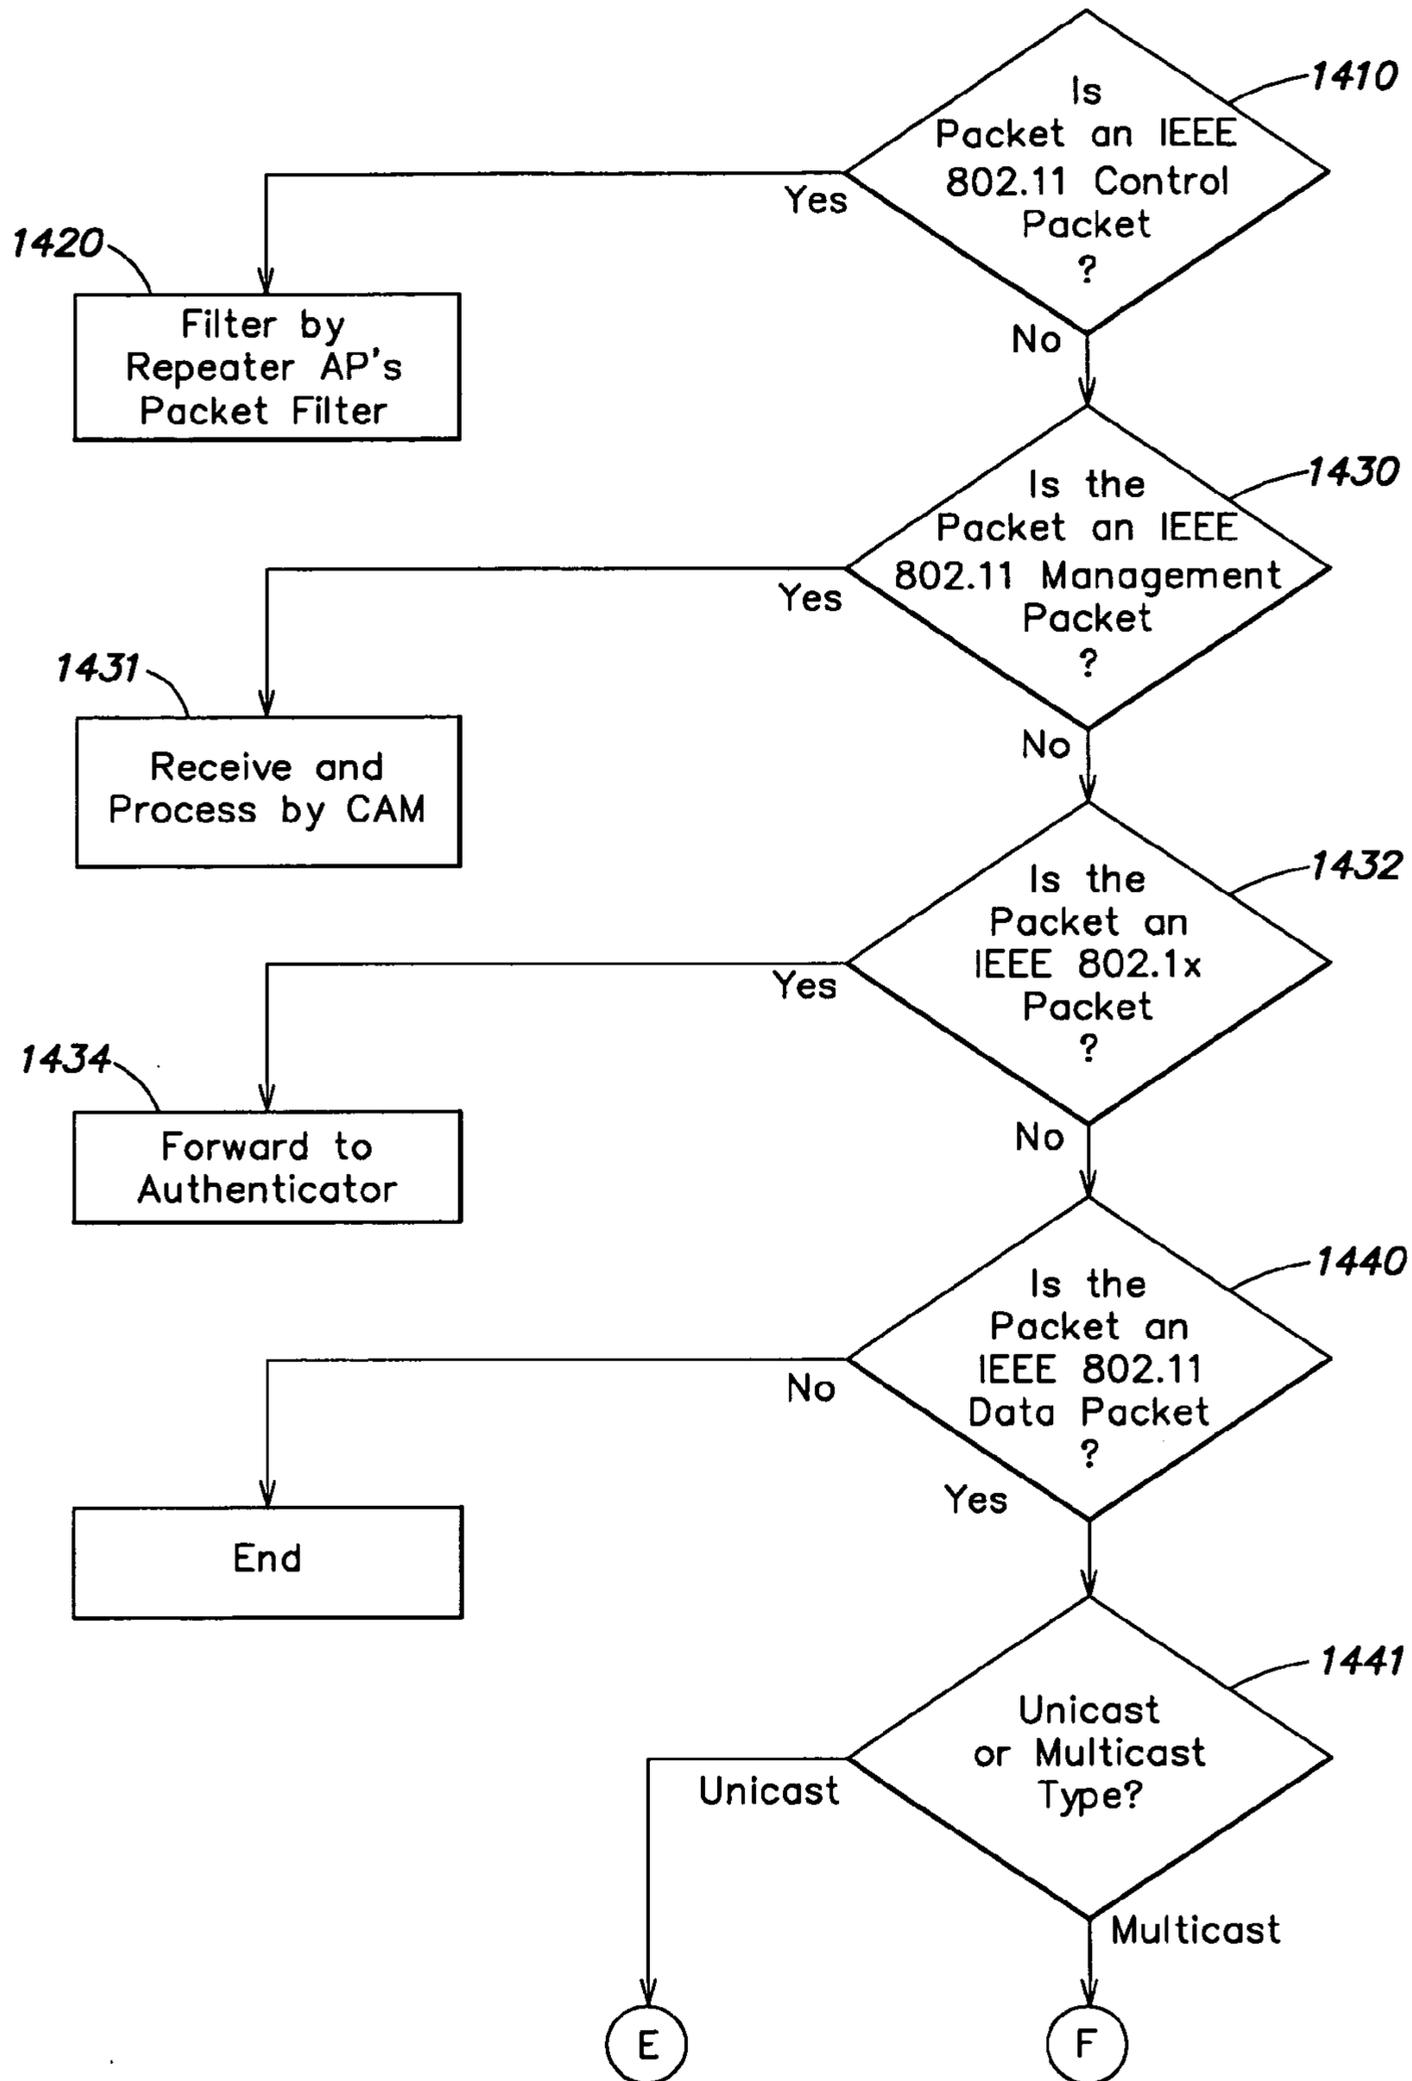 1410
Is
Packet an IEEE
802.11 Control
Packet
?
Yes
No
1420
Filter by
Repeater AP's
Packet Filter
1430
Is the
Packet an IEEE
802.11 Management
Packet
?
Yes
No
1431
Receive and
Process by CAM
1432
Is the
Packet an
IEEE 802.1x
Packet
?
Yes
No
1434
Forward to
Authenticator
1440
Is the
Packet an
IEEE 802.11
Data Packet
?
No
Yes
End
1441
Unicast
or Multicast
Type?
Unicast
Multicast
E
F